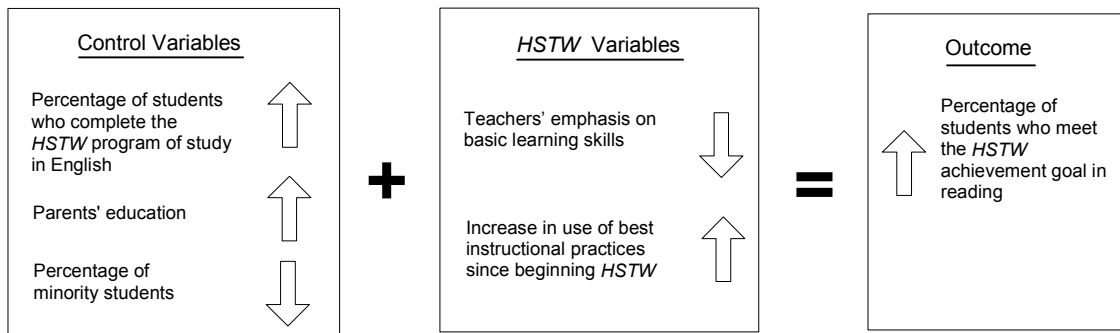 Control Variables
Percentage of students
who complete the
HSTW program of study
in English
Parents' education
Percentage of
minority students
+
HSTW Variables
Teachers’ emphasis on
basic learning skills
Increase in use of best
instructional practices
since beginning HSTW
=
Outcome
Percentage of
students who meet
the HSTW
achievement goal in
reading